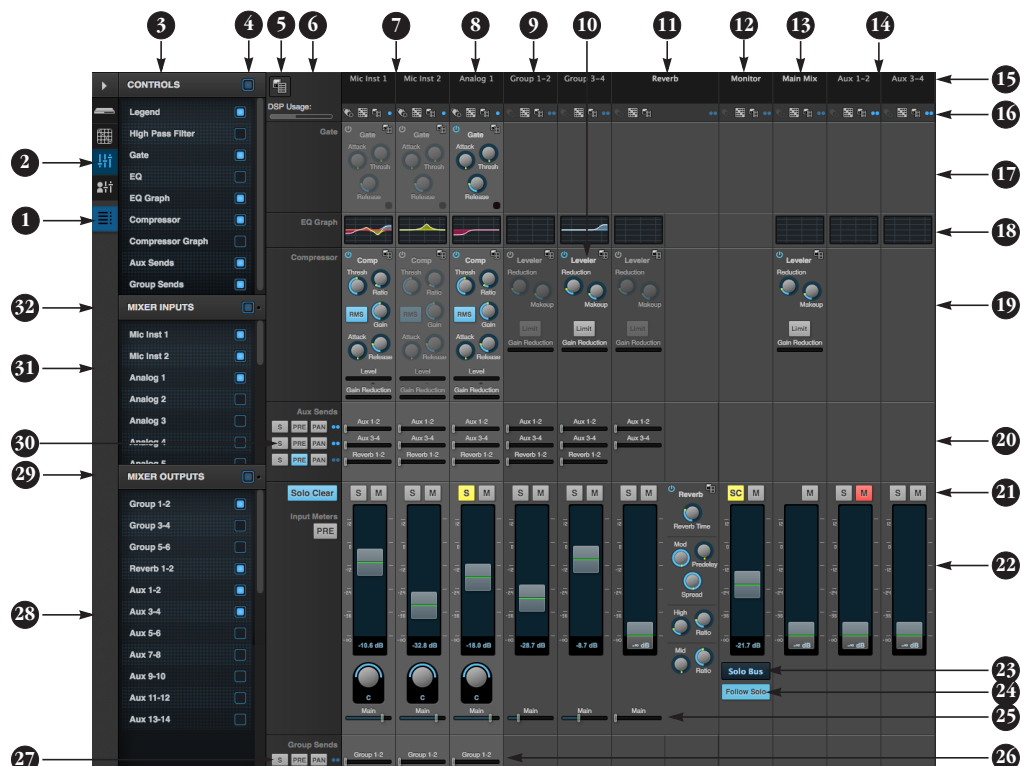 3 4 5 6 7 8 9 10 11 12 13 14
CONTROLS
Legend
High Pass Filter
Gate
EQ
EQ Graph
Compressor
Compressor Graph
Aux Sends
Group Sends
MIXER INPUTS
Mic Inst 1
Mic Inst 2
Analog 1
Analog 2
Analog 3
Analog 4
Analog 5
MIXER OUTPUTS
Group 1-2
Group 3-4
Group 5-6
Reverb 1-2
Aux 1-2
Aux 3-4
Aux 5-6
Aux 7-8
Aux 9-10
Aux 11-12
Aux 13-14
2
1
32
31
30
29
28
27
DSP Usage:
Mic Inst 1 Mic Inst 2 Analog 1 Group 1-2 Group 3-4 Reverb Monitor Main Mix Aux 1-2 Aux 3-4
15
16
Gate
Gate Gate Gate
Attack Attack Attack
Thresh Thresh Thresh
Release Release Release
17
EQ Graph
18
Compressor
Comp Comp Comp Leveler Leveler Leveler Leveler
Thresh Thresh Thresh Reduction Reduction Reduction Reduction
Ratio Ratio Ratio Makeup Makeup Makeup Makeup
RMS RMS RMS
Gain Gain Gain Limit Limit Limit Limit
Attack Attack Attack Gain Reduction Gain Reduction Gain Reduction Gain Reduction
Release Release Release
Level Level Level
Gain Reduction Gain Reduction Gain Reduction
19
Aux Sends
S PRE PAN Aux 1-2 Aux 1-2 Aux 1-2 Aux 1-2 Aux 1-2 Aux 1-2
S PRE PAN Aux 3-4 Aux 3-4 Aux 3-4 Aux 3-4 Aux 3-4 Aux 3-4
S PRE PAN Reverb 1-2 Reverb 1-2 Reverb 1-2 Reverb 1-2 Reverb 1-2
20
Solo Clear S M S M S M S M S M S M Reverb SC M M S M S M
21
Input Meters
PRE
Reverb Time
Mod
Predelay
Spread
High
Ratio
Mid
Ratio
22
-10.6 dB -32.5 dB -18.0 dB -28.7 dB -8.7 dB -∞ dB -21.7 dB -∞ dB -∞ dB -∞ dB
Solo Bus
23
Follow Solo
24
C C C
Main Main Main Main Main Main
25
Group Sends
S PRE PAN Group 1-2 Group 1-2 Group 1-2
26